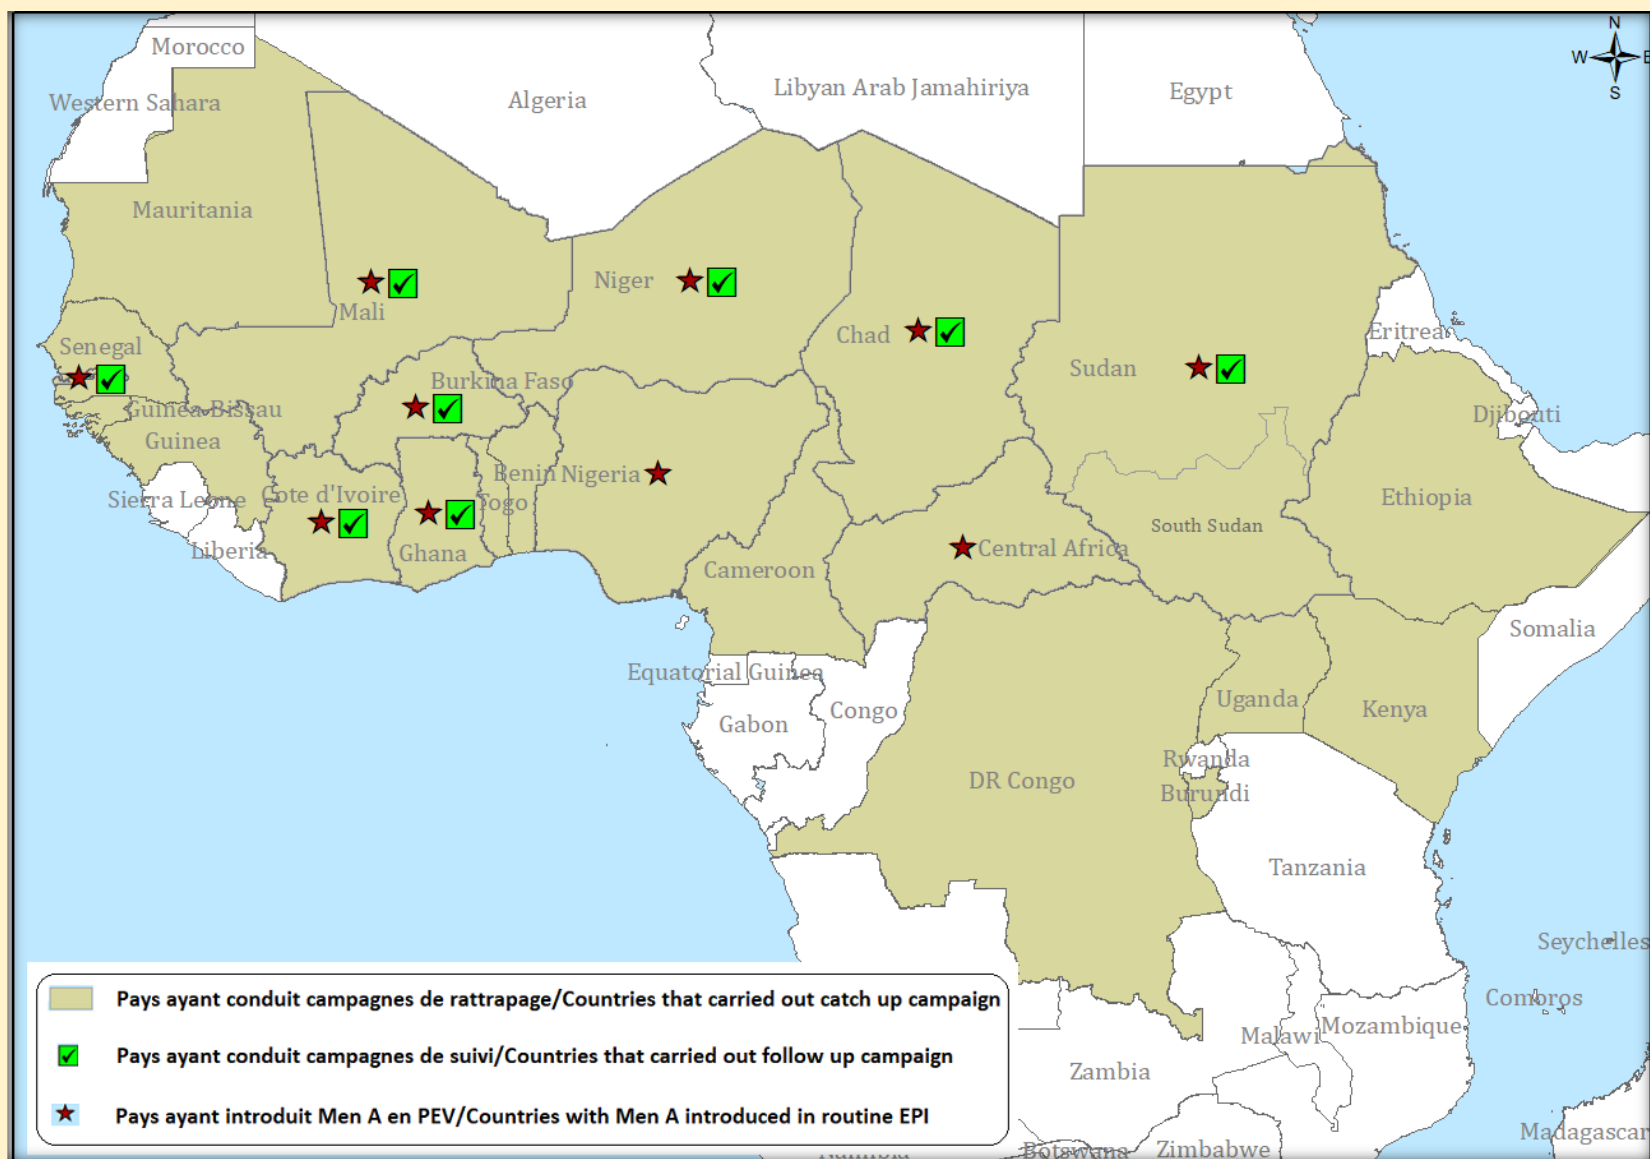 N
W
E
S
Morocco
Western Sahara
Algeria
Libyan Arab Jamahiriya
Egypt
Mauritania
Mali
Niger
Chad
Sudan
Eritrea
Senegal
Burkina Faso
Guinea-Bissau
Guinea
Djibouti
Benin
Nigeria
Sierra Leone
Cote d'Ivoire
Togo
Ethiopia
South Sudan
Liberia
Ghana
Central Africa
Cameroon
Somalia
Equatorial Guinea
Gabon
Congo
Uganda
Kenya
Rwanda
DR Congo
Burundi
Tanzania
Seychelles
Comoros
Malawi
Mozambique
Zambia
Madagascar
Botswana
Zimbabwe
Pays ayant conduit campagnes de rattrapage/Countries that carried out catch up campaign
Pays ayant conduit campagnes de suivi/Countries that carried out follow up campaign
Pays ayant introduit Men A en PEV/Countries with Men A introduced in routine EPI